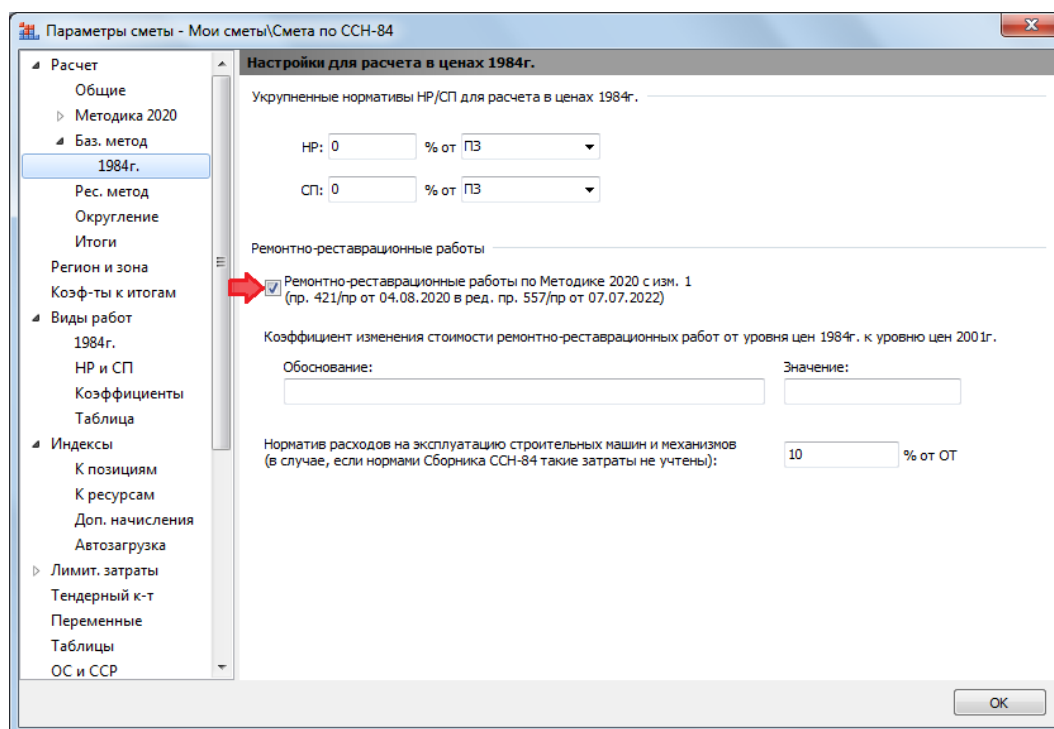 Параметры сметы - Мои сметы\Смета по ССН-84
Расчет
Общие
Методика 2020
Баз. метод
1984г.
Рес. метод
Округление
Итоги
Регион и зона
Коэф-ты к итогам
Виды работ
1984г.
НР и СП
Коэффициенты
Таблица
Индексы
К позициям
К ресурсам
Доп. начисления
Автозагрузка
Лимит. затраты
Тендерный к-т
Переменные
Таблицы
ОС и ССР
Настройки для расчета в ценах 1984г.
Укрупненные нормативы НР/СП для расчета в ценах 1984г.
НР: 0 % от ПЗ
СП: 0 % от ПЗ
Ремонтно-реставрационные работы
Ремонтно-реставрационные работы по Методике 2020 с изм. 1
(пр. 421/пр от 04.08.2020 в ред. пр. 557/пр от 07.07.2022)
Коэффициент изменения стоимости ремонтно-реставрационных работ от уровня цен 1984г. к уровню цен 2001г.
Обоснование: Значение:
Норматив расходов на эксплуатацию строительных машин и механизмов
(в случае, если нормами Сборника ССН-84 такие затраты не учтены): 10 % от ОТ
ОК